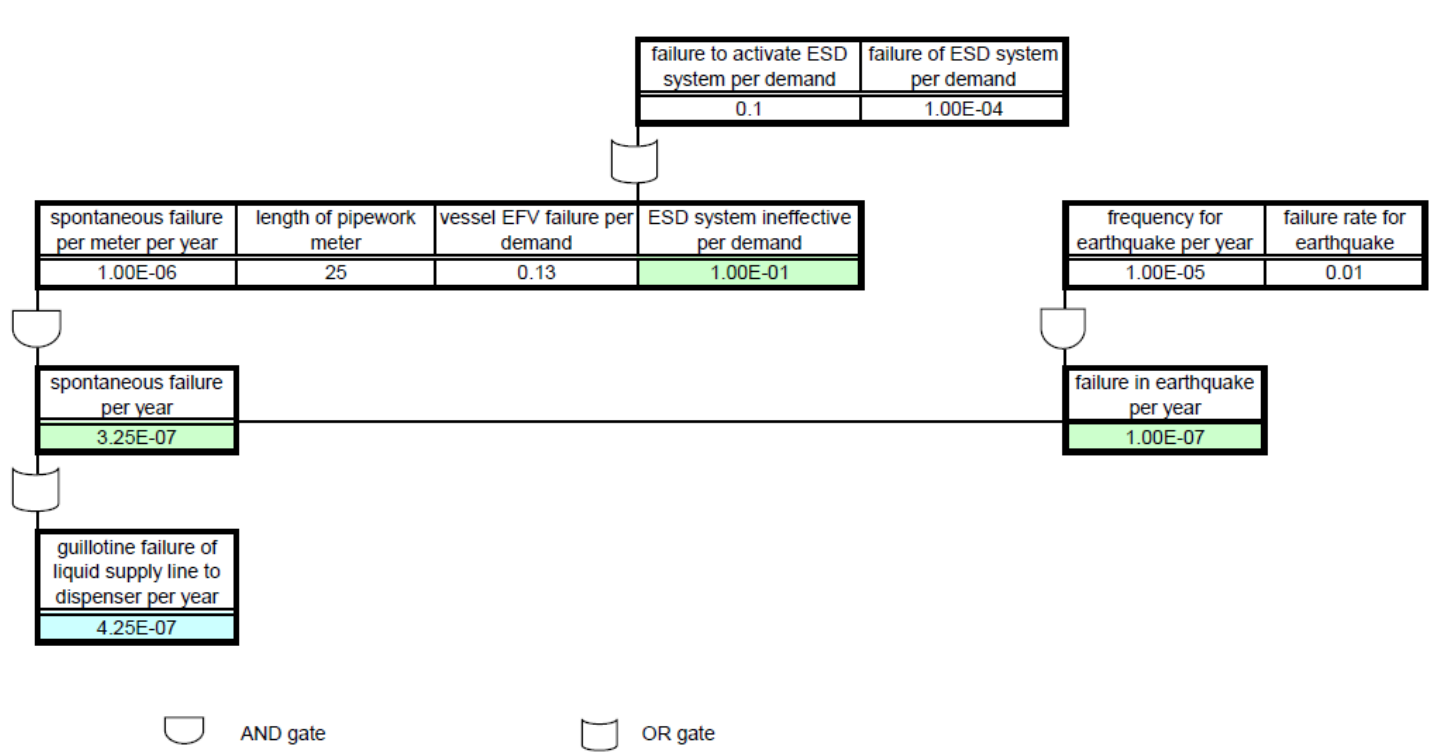 failure to activate ESD system per demand
failure of ESD system per demand
0.1
1.00E-04
spontaneous failure per meter per year
length of pipework meter
vessel EFV failure per demand
ESD system ineffective per demand
frequency for earthquake per year
failure rate for earthquake
1.00E-06
25
0.13
1.00E-01
1.00E-05
0.01
spontaneous failure per year
failure in earthquake per year
3.25E-07
1.00E-07
guillotine failure of
liquid supply line to
dispenser per year
4.25E-07
AND gate
OR gate